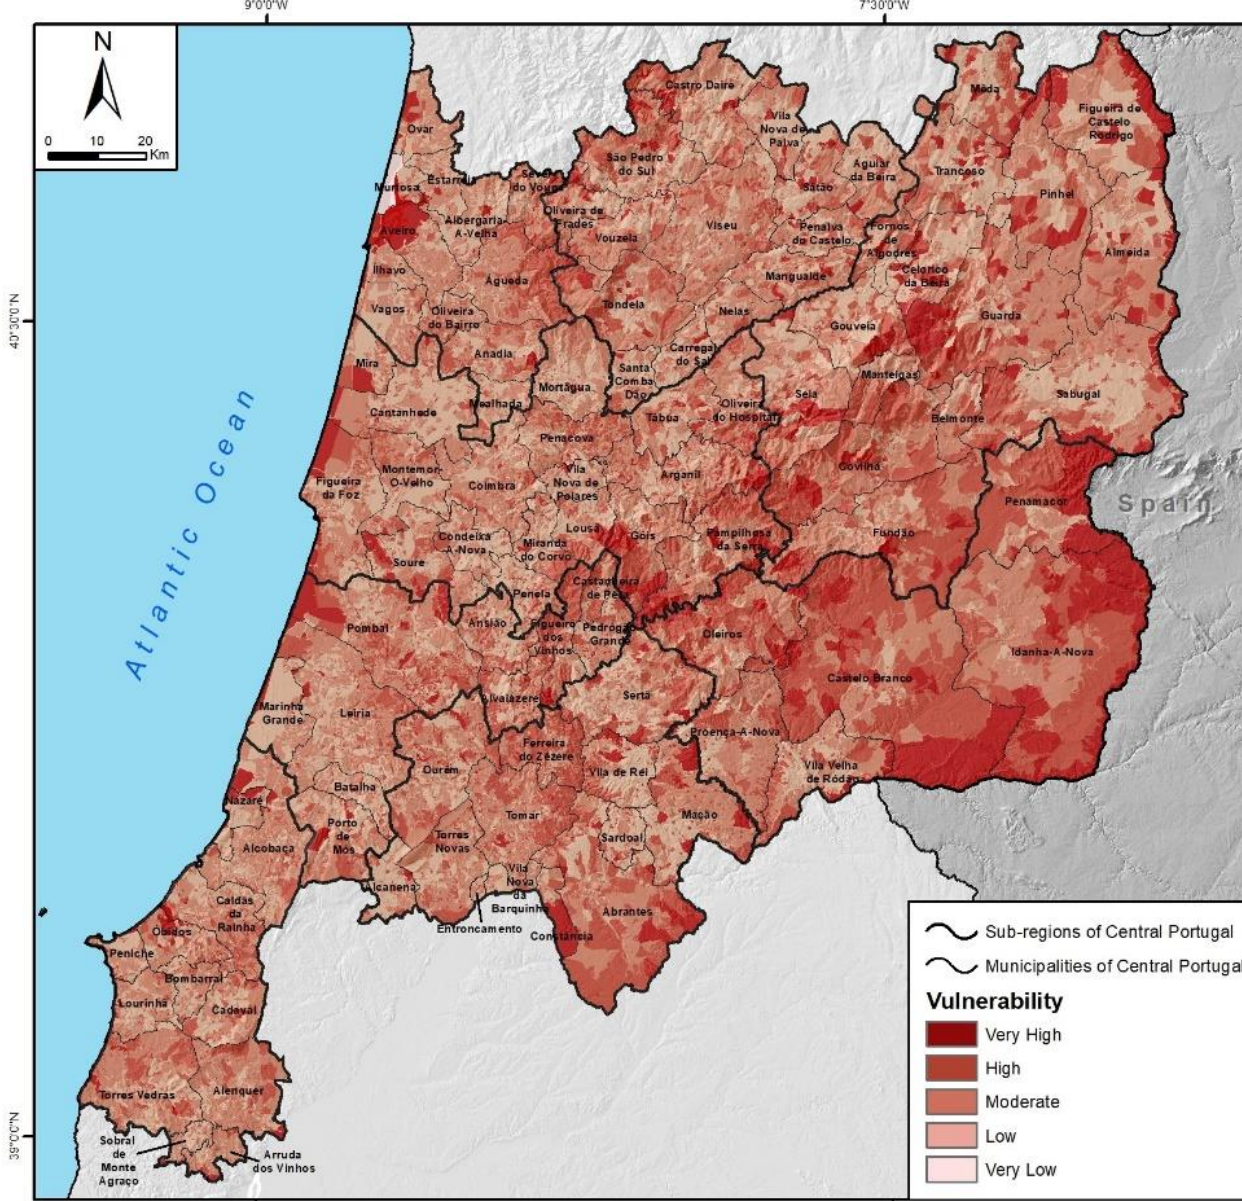 9°0'0"W
7°30'0"W
N
0 10 20
Km
40°30'0"N
39°0'0"N
Atlantic Ocean
Spain
Castro Daire
Mêda
Figueira de
Castelo
Rodrigo
Ovar
Vila
Nova de
Paiva
São Pedro
do Sul
Aguiar
da Beira
Trancoso
Murtosa
Estarreja
Sever
do Vouga
Sátão
Pinhel
Aveiro
Albergaria-
A-Velha
Oliveira de
Frades
Vouzela
Viseu
Penalva
do Castelo
Fornos
de
Algodres
Almeida
Ílhavo
Águeda
Mangualde
Celorico
da Beira
Vagos
Oliveira
do Bairro
Tondela
Nelas
Gouveia
Guarda
Mira
Anadia
Carregal
do Sal
Santa
Comba
Dão
Manteigas
Mortágua
Seia
Sabugal
Cantanhede
Mealhada
Tábua
Oliveira
do Hospital
Belmonte
Penacova
Montemor-
O-Velho
Coimbra
Vila
Nova de
Poiares
Arganil
Covilhã
Figueira
da Foz
Penamacor
Lousã
Góis
Pampilhosa
da Serra
Fundão
Condeixa
A-Nova
Miranda
do Corvo
Soure
Castanheira
de Pêra
Penela
Pombal
Ansião
Figueiró
dos
Vinhos
Pedrógão
Grande
Oleiros
Idanha-A-Nova
Castelo Branco
Alvaiázere
Sertã
Marinha
Grande
Leiria
Proença-A-Nova
Ferreira
do Zêzere
Ourém
Vila de Rei
Vila Velha
de Ródão
Nazaré
Batalha
Tomar
Mação
Porto
de
Mós
Torres
Novas
Sardoal
Alcobaça
Alcanena
Vila
Nova
da
Barquinha
Entroncamento
Constância
Abrantes
Caldas
da
Rainha
Óbidos
Peniche
Bombarral
Lourinhã
Cadaval
Torres Vedras
Alenquer
Sobral
de
Monte
Agraço
Arruda
dos Vinhos
Sub-regions of Central Portugal
Municipalities of Central Portugal
Vulnerability
Very High
High
Moderate
Low
Very Low